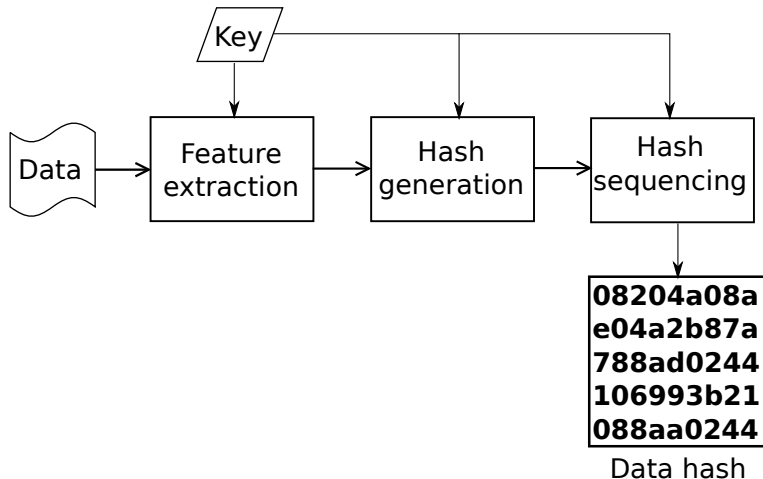 Key
Data
Feature
extraction
Hash
generation
Hash
sequencing
08204a08a
e04a2b87a
788ad0244
106993b21
088aa0244
Data hash